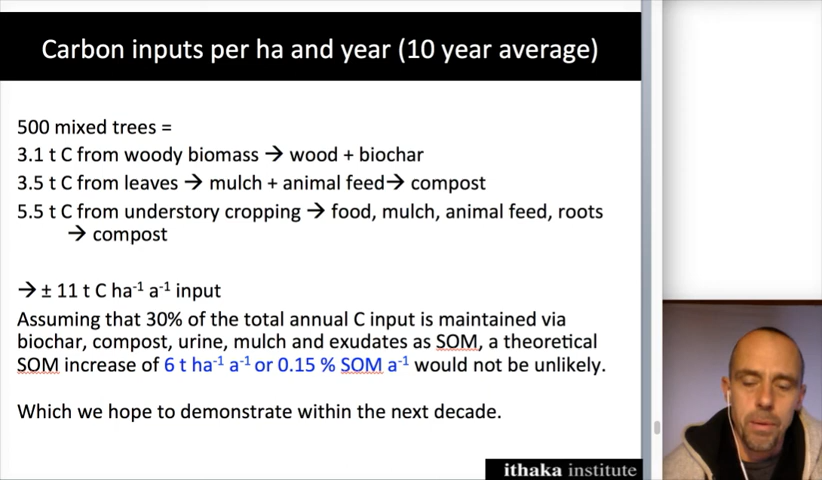 Carbon inputs per ha and year (10 year average)
500 mixed trees =
3.1 t C from woody biomass → wood + biochar
3.5 t C from leaves → mulch + animal feed→ compost
5.5 t C from understory cropping → food, mulch, animal feed, roots
→ compost
→ ± 11 t C ha⁻¹ a⁻¹ input
Assuming that 30% of the total annual C input is maintained via
biochar, compost, urine, mulch and exudates as SOM, a theoretical
SOM increase of 6 t ha⁻¹ a⁻¹ or 0.15 % SOM a⁻¹ would not be unlikely.
Which we hope to demonstrate within the next decade.
ithaka institute